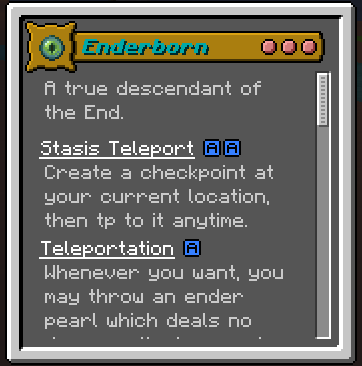 Enderborn
A true descendant of
the End.
Stasis Teleport A A
Create a checkpoint at
your current location,
then tp to it anytime.
Teleportation A
Whenever you want, you
may throw an ender
pearl which deals no